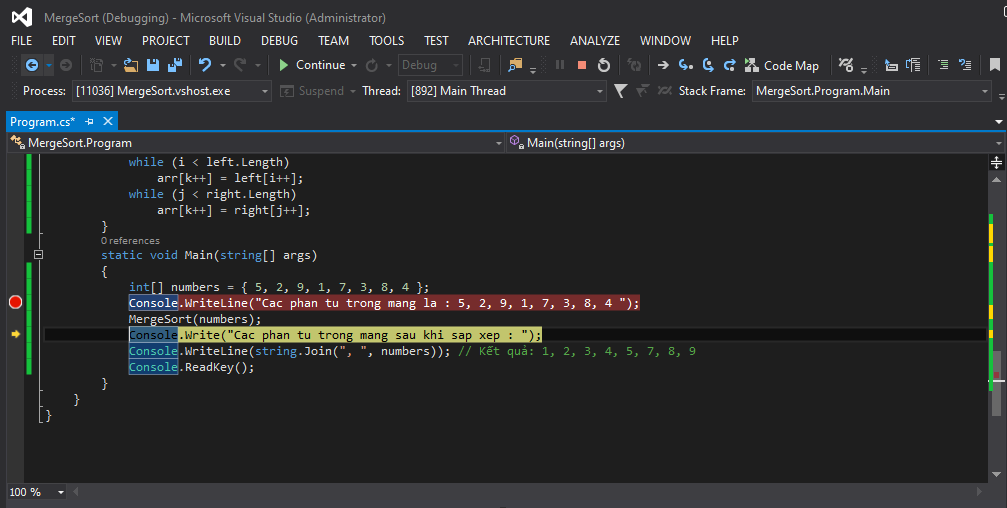 MergeSort (Debugging) - Microsoft Visual Studio (Administrator)
FILE EDIT VIEW PROJECT BUILD DEBUG TEAM TOOLS TEST ARCHITECTURE ANALYZE WINDOW HELP
Continue Debug Code Map
Process: [11036] MergeSort.vshost.exe Suspend Thread: [892] Main Thread Stack Frame: MergeSort.Program.Main
Program.cs*
MergeSort.Program Main(string[] args)
while (i < left.Length)
arr[k++] = left[i++];
while (j < right.Length)
arr[k++] = right[j++];
}
0 references
static void Main(string[] args)
{
int[] numbers = { 5, 2, 9, 1, 7, 3, 8, 4 };
Console.WriteLine("Cac phan tu trong mang la : 5, 2, 9, 1, 7, 3, 8, 4 ");
MergeSort(numbers);
Console.Write("Cac phan tu trong mang sau khi sap xep : ");
Console.WriteLine(string.Join(", ", numbers)); // Kết quả: 1, 2, 3, 4, 5, 7, 8, 9
Console.ReadKey();
}
}
}
100 %